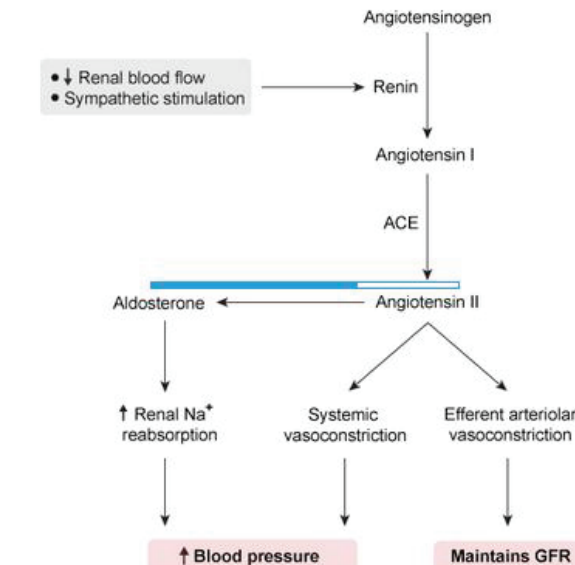 Angiotensinogen
● ↓ Renal blood flow
● Sympathetic stimulation
Renin
Angiotensin I
ACE
Aldosterone
Angiotensin II
↑ Renal Na⁺
reabsorption
Systemic
vasoconstriction
Efferent arteriolar
vasoconstriction
↑ Blood pressure
Maintains GFR